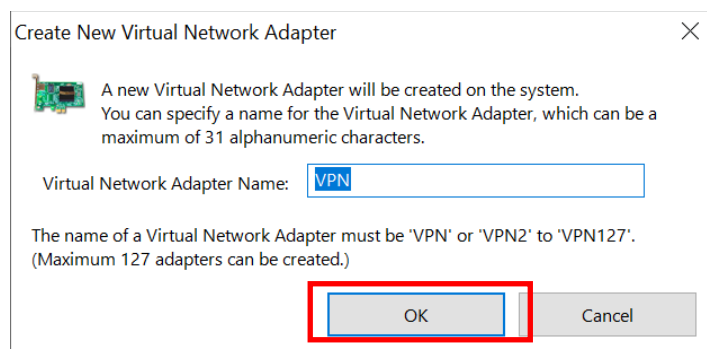 Create New Virtual Network Adapter
A new Virtual Network Adapter will be created on the system.
You can specify a name for the Virtual Network Adapter, which can be a
maximum of 31 alphanumeric characters.
Virtual Network Adapter Name: VPN
The name of a Virtual Network Adapter must be 'VPN' or 'VPN2' to 'VPN127'.
(Maximum 127 adapters can be created.)
OK Cancel